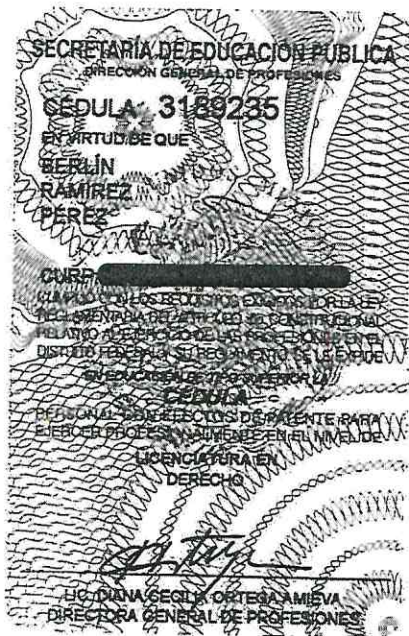 SECRETARÍA DE EDUCACIÓN PÚBLICA
DIRECCIÓN GENERAL DE PROFESIONES
CÉDULA 3189235
EN VIRTUD DE QUE
BERLÍN
RAMÍREZ
PÉREZ
CURP
CUMPLIÓ CON LOS REQUISITOS EXIGIDOS POR LA LEY
REGLAMENTARIA DEL ARTÍCULO 5o. CONSTITUCIONAL
RELATIVO AL EJERCICIO DE LAS PROFESIONES EN EL
DISTRITO FEDERAL Y SU REGLAMENTO SE LE EXPIDE
EN EDUCACIÓN DE TIPO SUPERIOR LA
CÉDULA
PERSONAL CON EFECTOS DE PATENTE PARA
EJERCER PROFESIONALMENTE EN EL NIVEL DE
LICENCIATURA EN
DERECHO
LIC. DIANA CECILIA ORTEGA AMIEVA
DIRECTORA GENERAL DE PROFESIONES